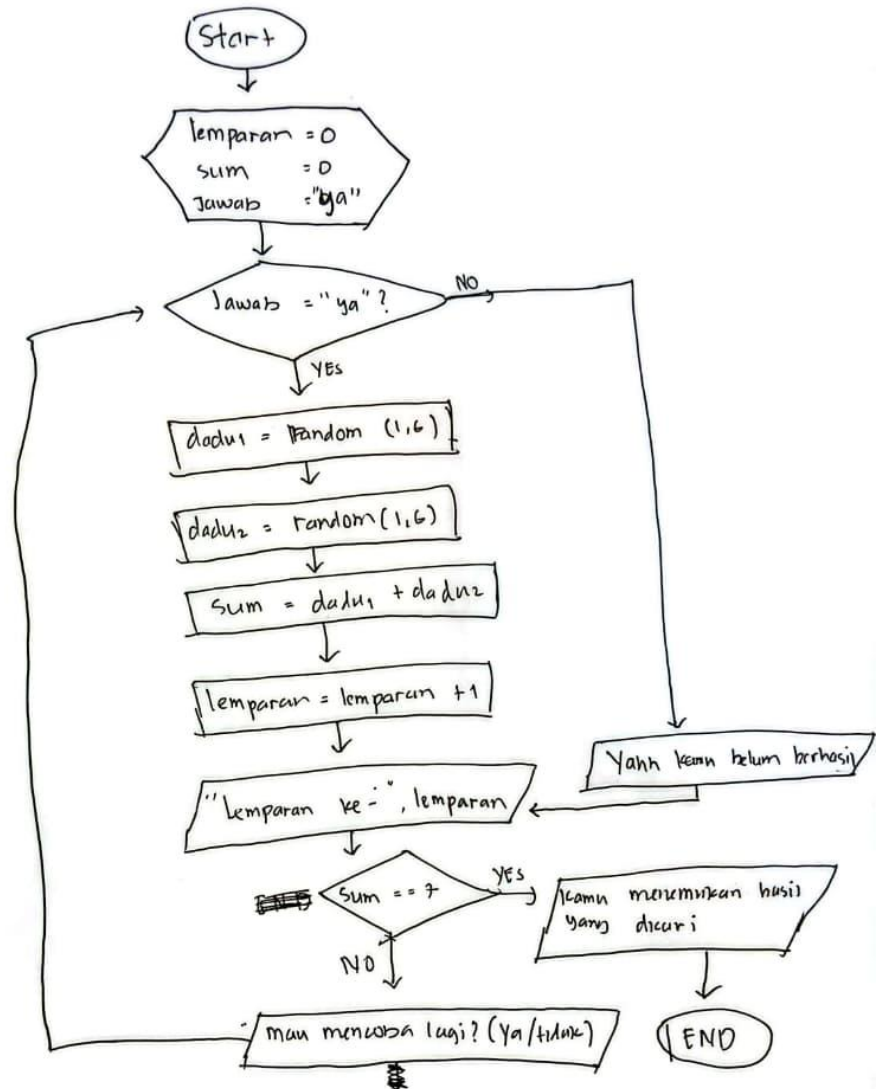 Start
lemparan = 0
sum = 0
Jawab = "ya"
Jawab = "ya"?
NO
YES
dadu1 = Random (1,6)
dadu2 = random (1,6)
sum = dadu1 + dadu2
lemparan = lemparan + 1
Yahh kamu belum berhasil
"Lemparan ke-", lemparan
sum == 7
YES
kamu menemukan hasil
yang dicari
NO
mau mencoba lagi? (Ya/tidak)
END